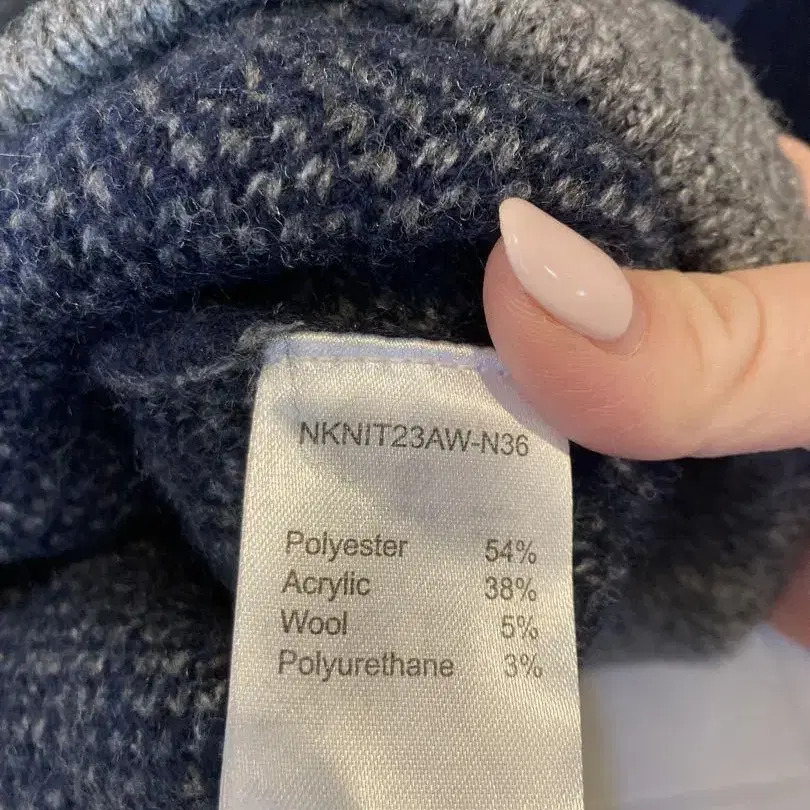 NKNIT23AW-N36
Polyester 54%
Acrylic 38%
Wool 5%
Polyurethane 3%